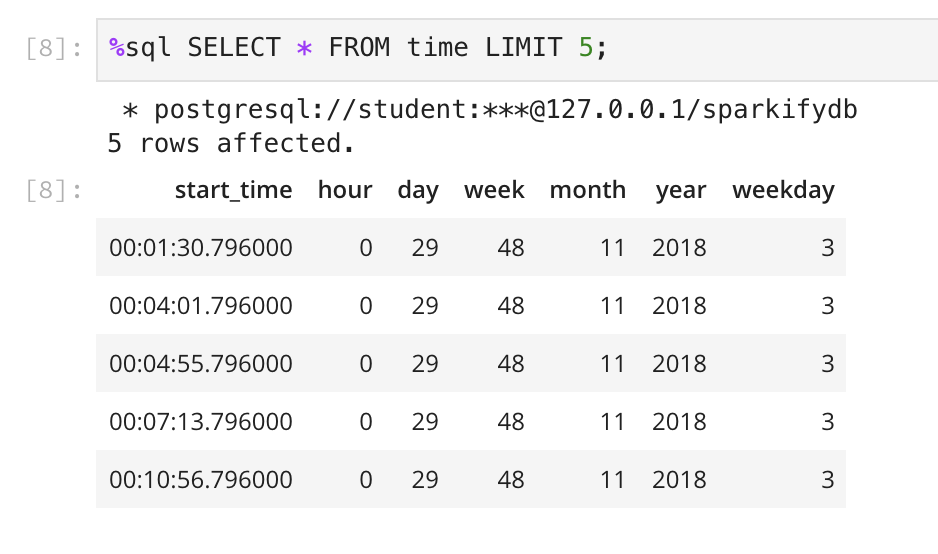 [8]: %sql SELECT * FROM time LIMIT 5;
* postgresql://student:***@127.0.0.1/sparkifydb
5 rows affected.
[8]: start_time hour day week month year weekday
00:01:30.796000 0 29 48 11 2018 3
00:04:01.796000 0 29 48 11 2018 3
00:04:55.796000 0 29 48 11 2018 3
00:07:13.796000 0 29 48 11 2018 3
00:10:56.796000 0 29 48 11 2018 3